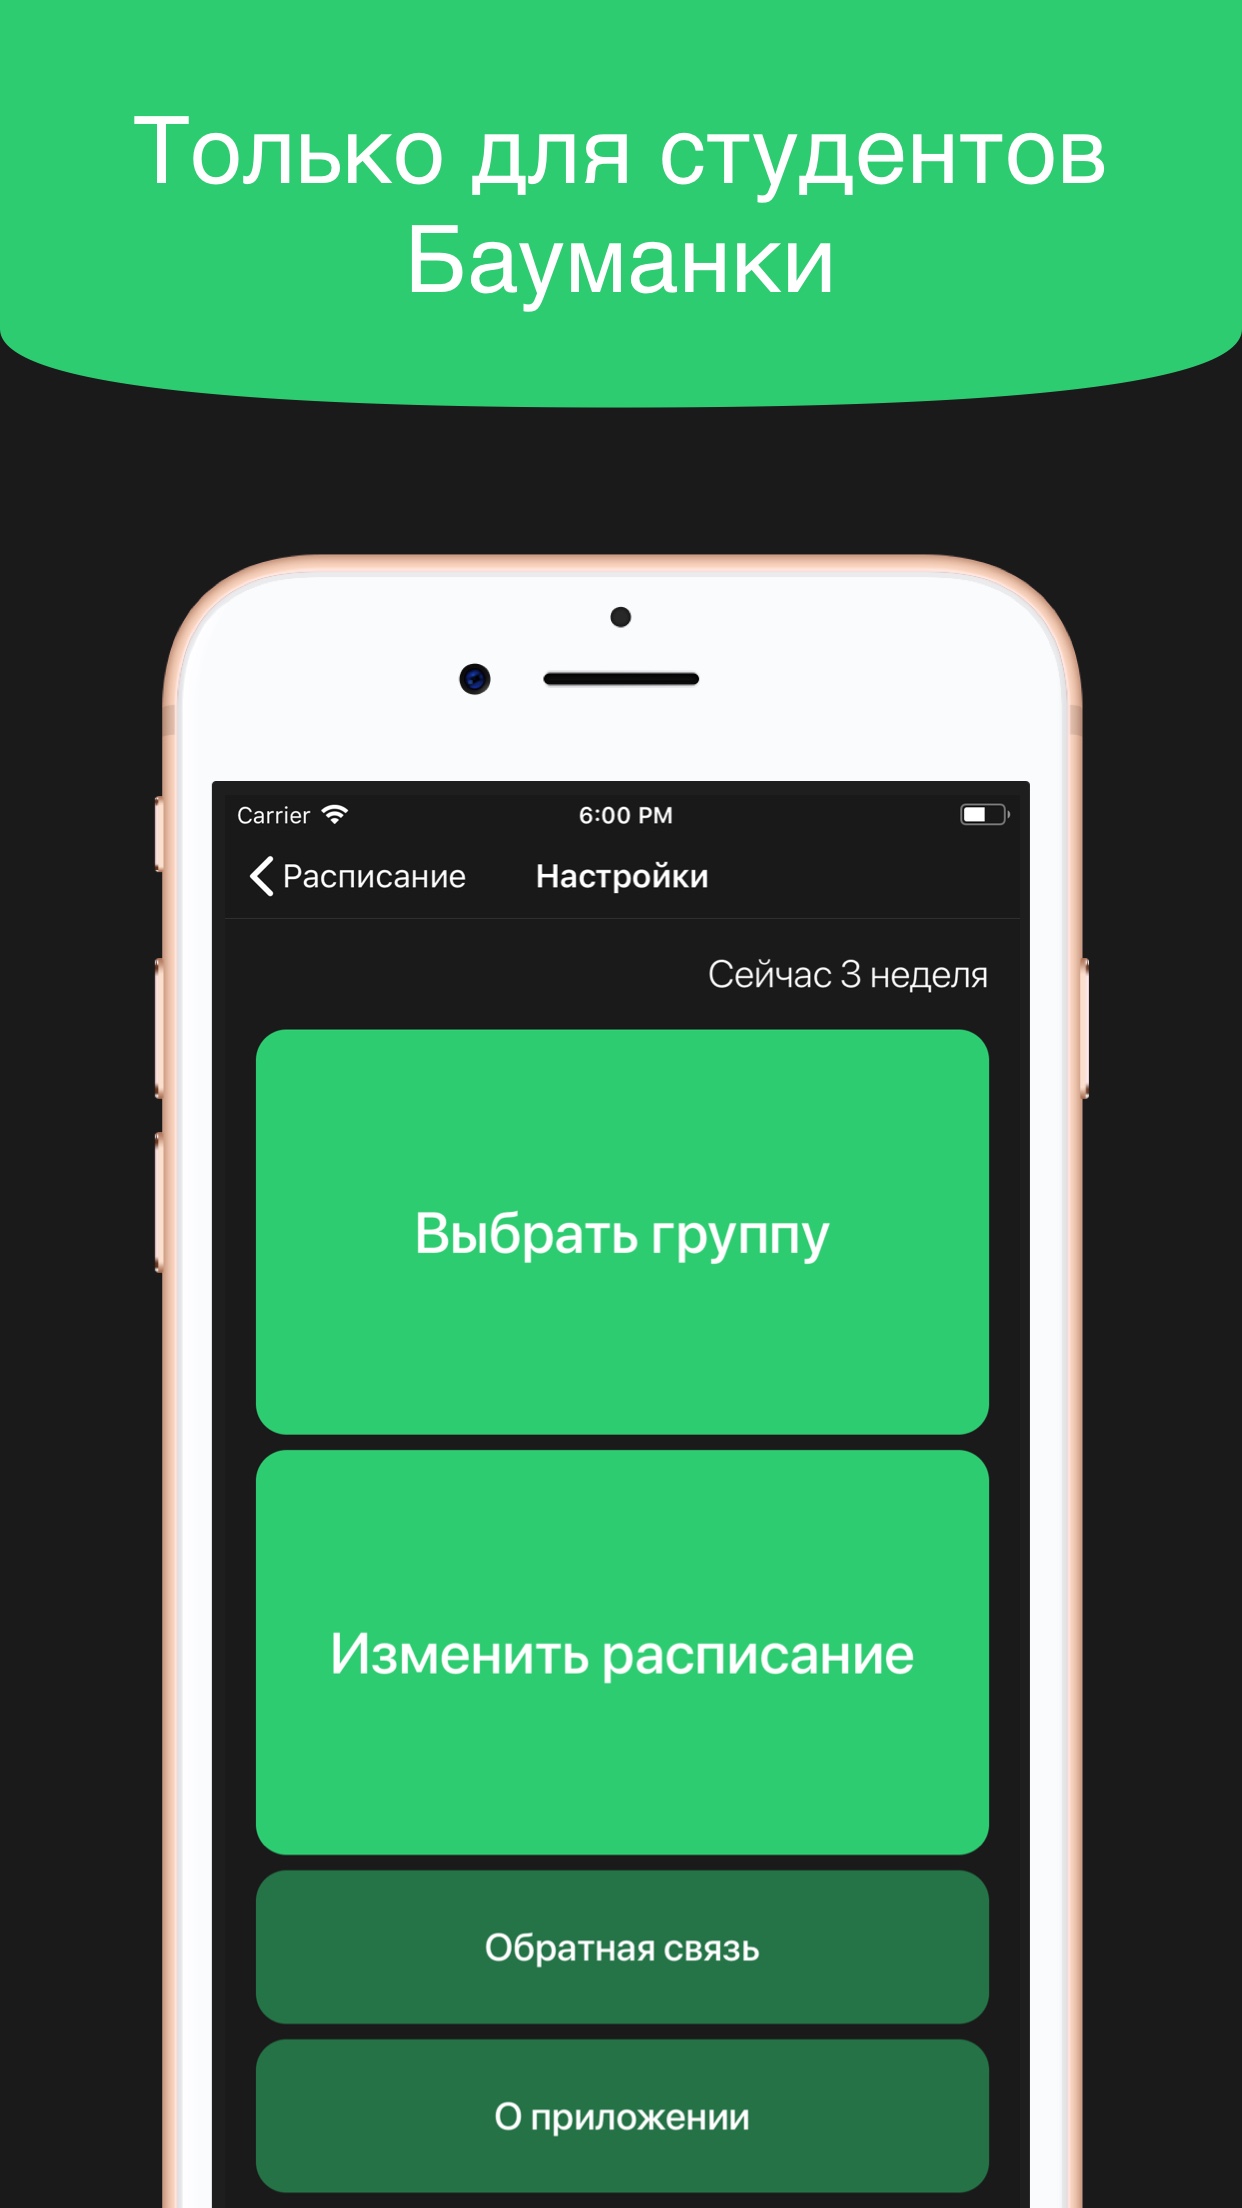 Только для студентов
Бауманки
Carrier 6:00 PM
Расписание Настройки
Сейчас 3 неделя
Выбрать группу
Изменить расписание
Обратная связь
О приложении